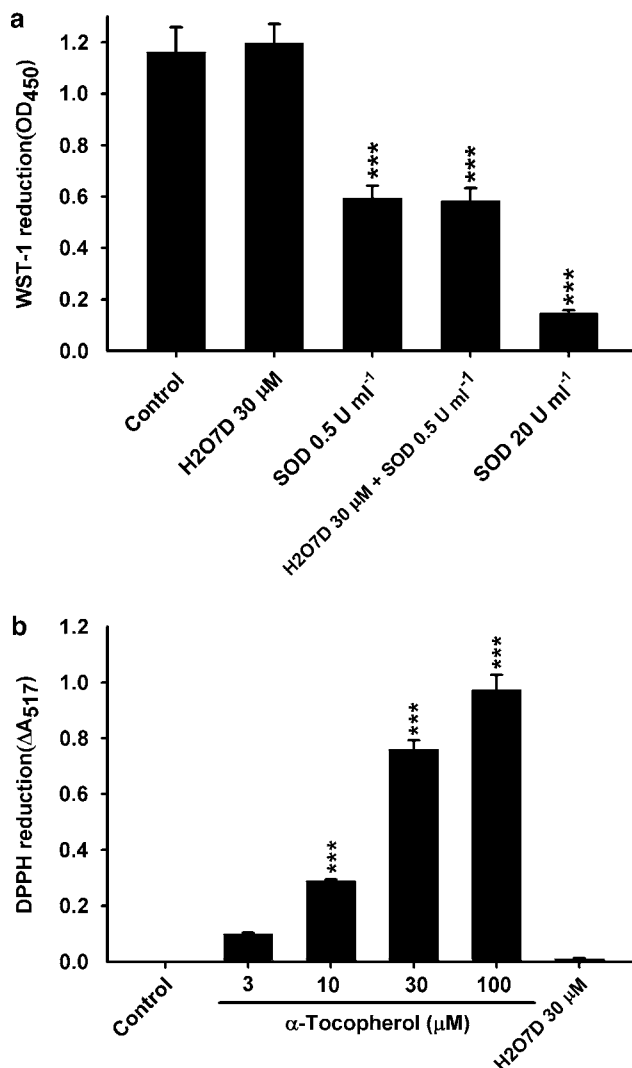 a
WST-1 reduction(OD450)
1.2
1.0
0.8
0.6
0.4
0.2
0.0
***
***
***
Control
H2O7D 30 µM
SOD 0.5 U ml-1
H2O7D 30 µM + SOD 0.5 U ml-1
SOD 20 U ml-1
b
DPPH reduction(ΔA517)
1.2
1.0
0.8
0.6
0.4
0.2
0.0
***
***
***
Control
3 10 30 100
α-Tocopherol (µM)
H2O7D 30 µM